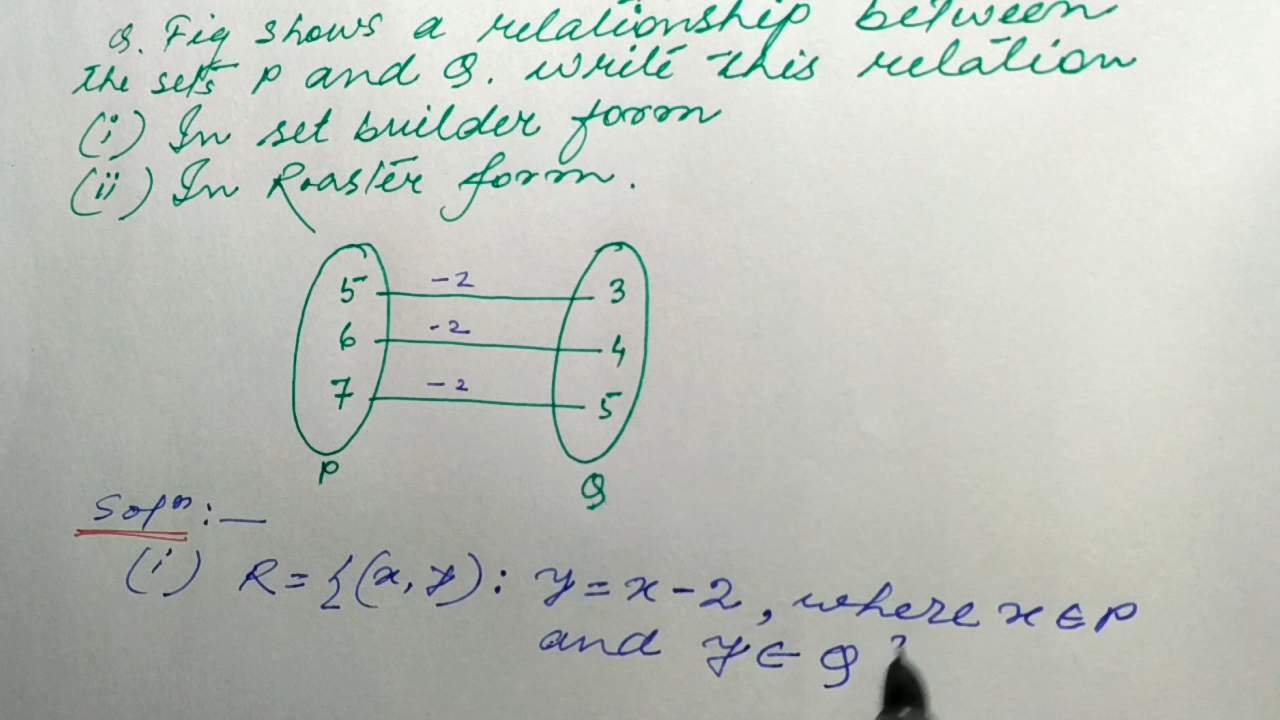 Q. Fig shows a relationship between
the sets P and Q. write this relation
(i) In set builder form
(ii) In Roaster form.
5 -2 3
6 -2 4
7 -2 5
P Q
Solⁿ :—
(i) R = {(x, y) : y = x - 2, where x ∈ P
and y ∈ Q }